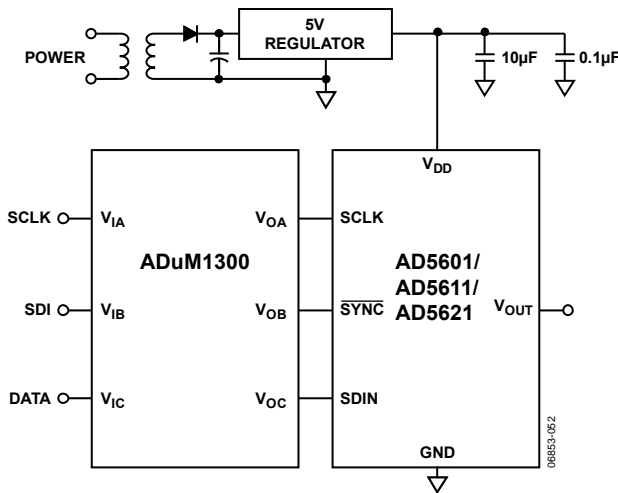 5V
REGULATOR
POWER
10µF
0.1µF
VDD
SCLK
VIA
VOA
SCLK
ADuM1300
AD5601/
AD5611/
AD5621
SDI
VIB
VOB
SYNC
VOUT
DATA
VIC
VOC
SDIN
GND
06853-052